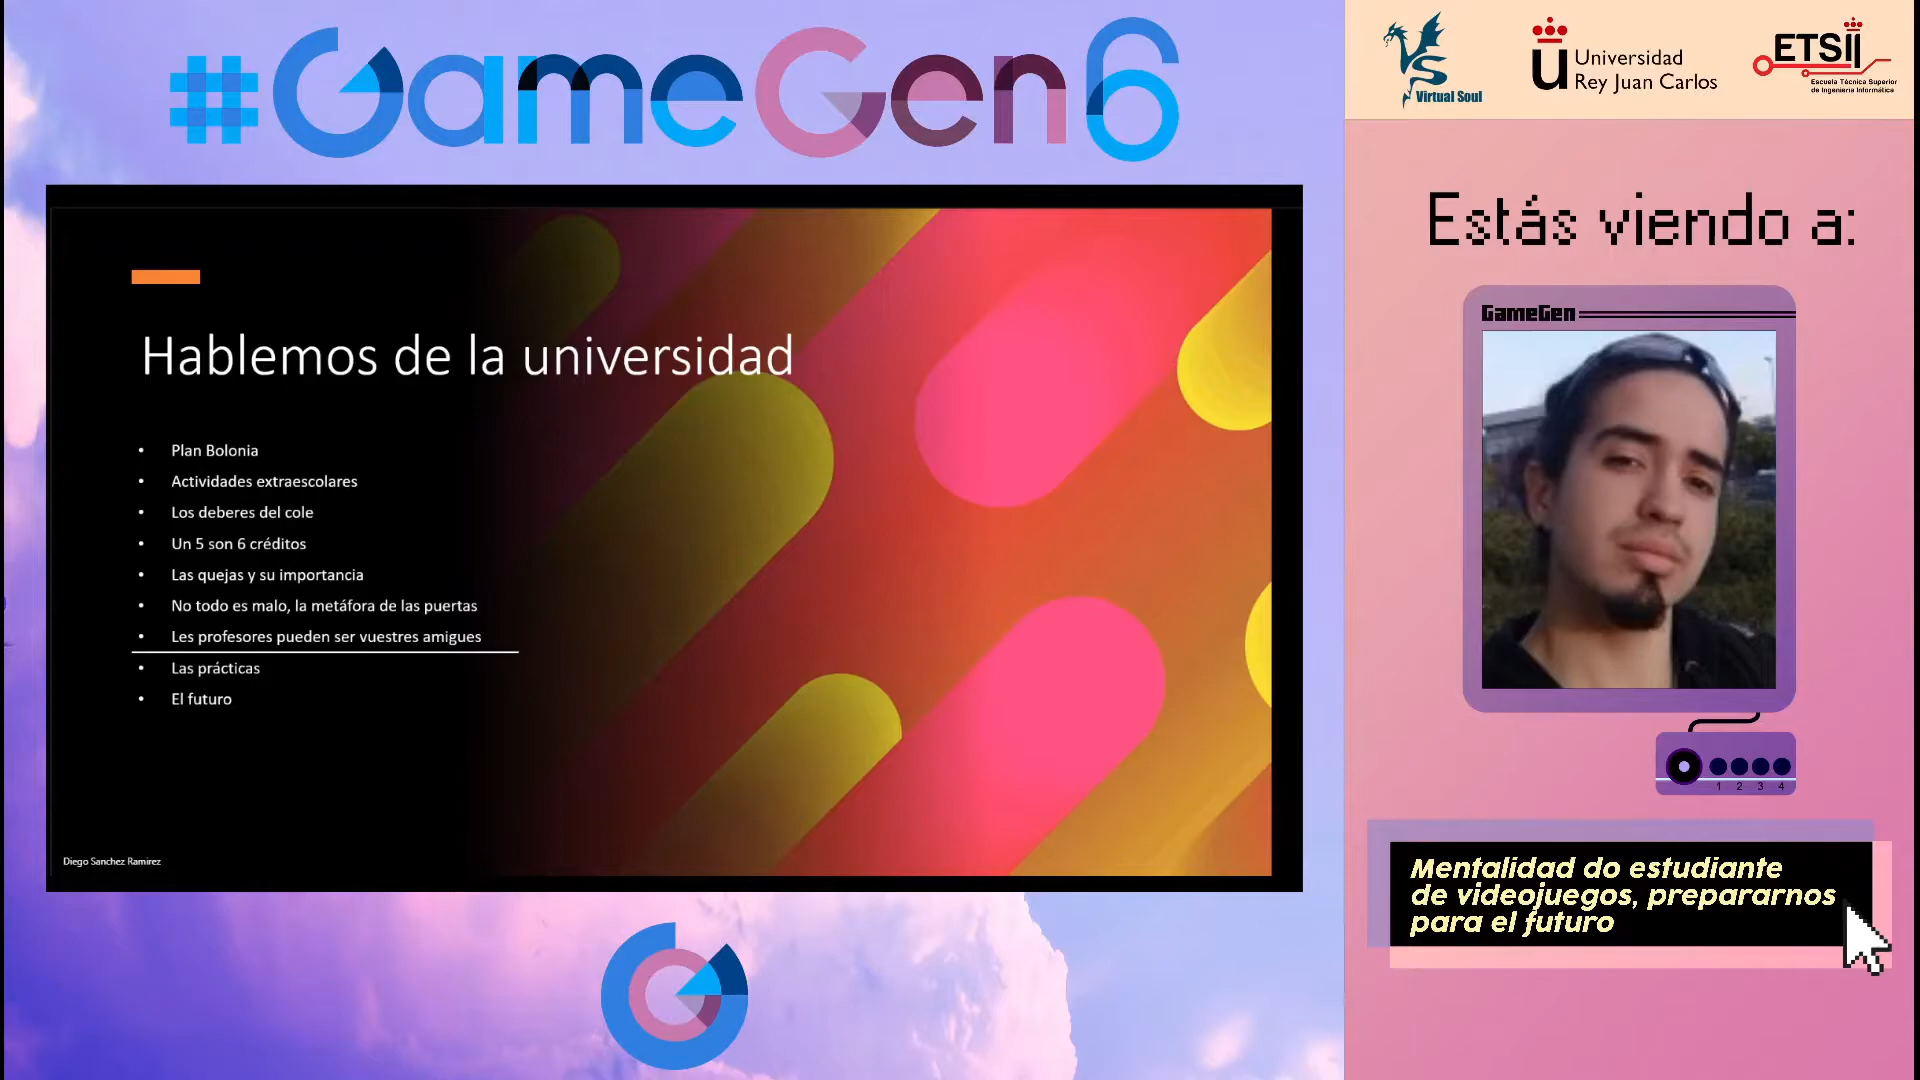 #GameGen6
Virtual Soul
Universidad
Rey Juan Carlos
ETSII
Escuela Técnica Superior
de Ingeniería Informática
Estás viendo a:
GameGen
Hablemos de la universidad
• Plan Bolonia
• Actividades extraescolares
• Los deberes del cole
• Un 5 son 6 créditos
• Las quejas y su importancia
• No todo es malo, la metáfora de las puertas
• Les profesores pueden ser vuestres amigues
• Las prácticas
• El futuro
Diego Sanchez Ramirez
1 2 3 4
Mentalidad do estudiante
de videojuegos, prepararnos
para el futuro